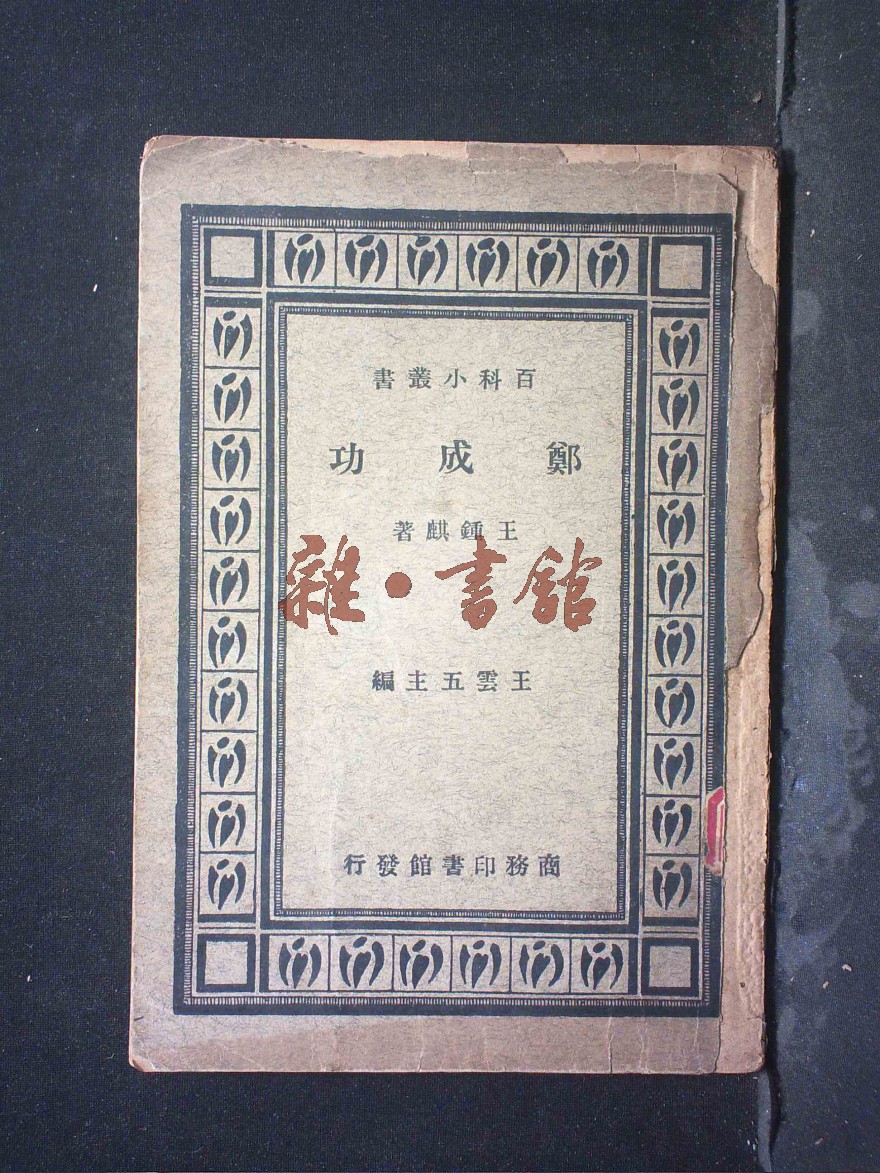 百科小叢書
鄭成功
王鍾麒著
雜·書館
王雲五主編
商務印書館發行